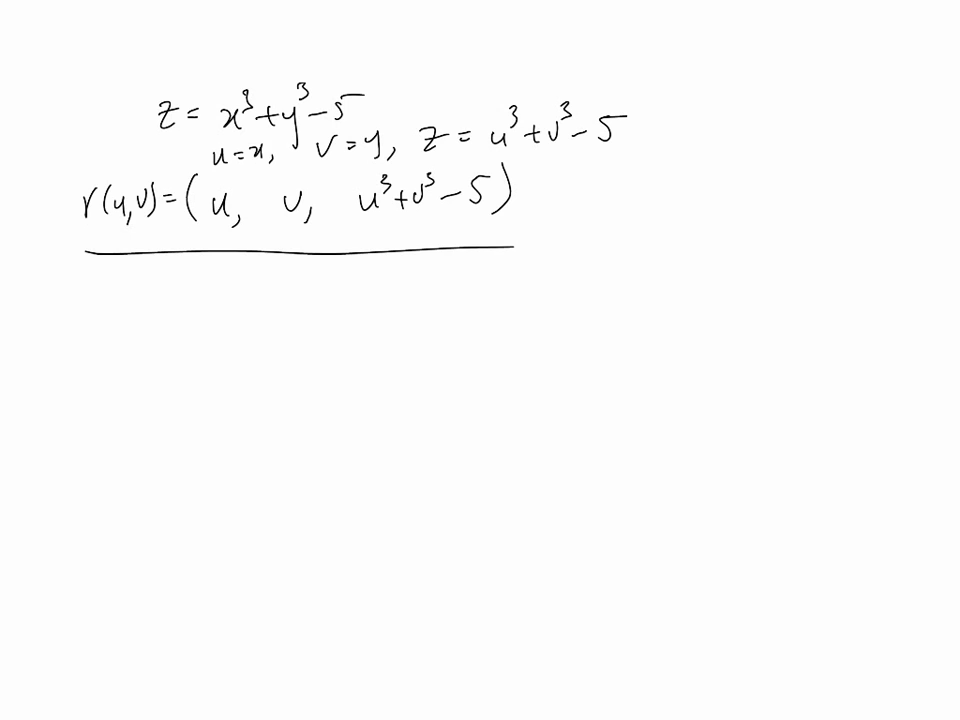 z = x³ + y³ - 5
u = x, v = y, z = u³ + v³ - 5
r(u,v) = (u, v, u³ + v³ - 5)